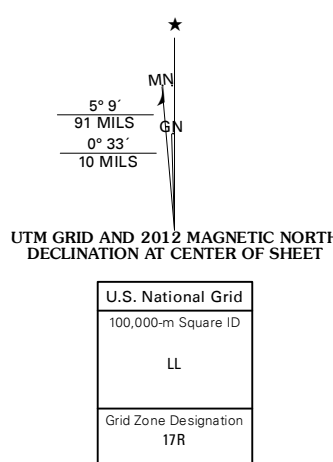 ★
MN
5° 9´
91 MILS
GN
0° 33´
10 MILS
UTM GRID AND 2012 MAGNETIC NORTH
DECLINATION AT CENTER OF SHEET
U.S. National Grid
100,000-m Square ID
LL
Grid Zone Designation
17R